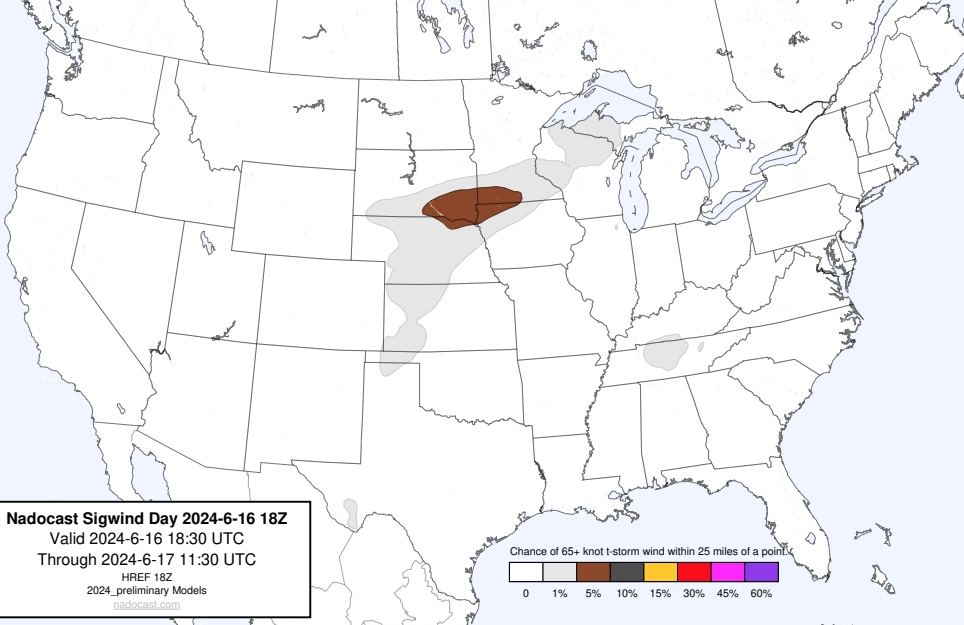 Nadocast Sigwind Day 2024-6-16 18Z
Valid 2024-6-16 18:30 UTC
Through 2024-6-17 11:30 UTC
HREF 18Z
2024_preliminary Models
nadocast.com
Chance of 65+ knot t-storm wind within 25 miles of a point.
0 1% 5% 10% 15% 30% 45% 60%